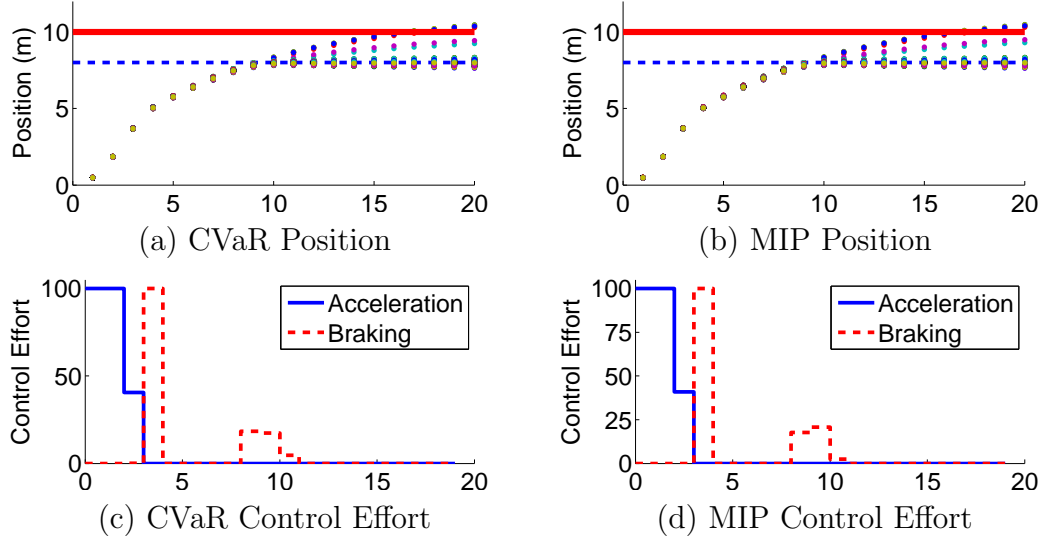 Position (m)
10
5
0
0 5 10 15 20
(a) CVaR Position
Position (m)
10
5
0
0 5 10 15 20
(b) MIP Position
Control Effort
100
50
0
0 5 10 15 20
Acceleration
Braking
(c) CVaR Control Effort
Control Effort
100
75
50
25
0
0 5 10 15 20
Acceleration
Braking
(d) MIP Control Effort